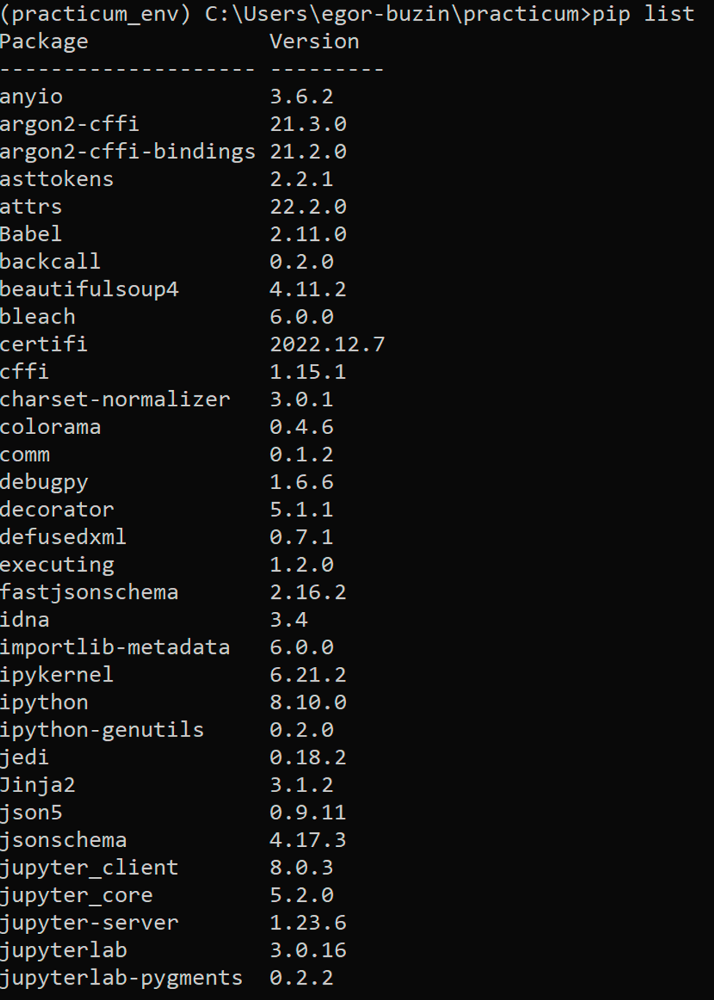 (practicum_env) C:\Users\egor-buzin\practicum>pip list
Package Version
-------------------- ---------
anyio 3.6.2
argon2-cffi 21.3.0
argon2-cffi-bindings 21.2.0
asttokens 2.2.1
attrs 22.2.0
Babel 2.11.0
backcall 0.2.0
beautifulsoup4 4.11.2
bleach 6.0.0
certifi 2022.12.7
cffi 1.15.1
charset-normalizer 3.0.1
colorama 0.4.6
comm 0.1.2
debugpy 1.6.6
decorator 5.1.1
defusedxml 0.7.1
executing 1.2.0
fastjsonschema 2.16.2
idna 3.4
importlib-metadata 6.0.0
ipykernel 6.21.2
ipython 8.10.0
ipython-genutils 0.2.0
jedi 0.18.2
Jinja2 3.1.2
json5 0.9.11
jsonschema 4.17.3
jupyter_client 8.0.3
jupyter_core 5.2.0
jupyter-server 1.23.6
jupyterlab 3.0.16
jupyterlab-pygments 0.2.2